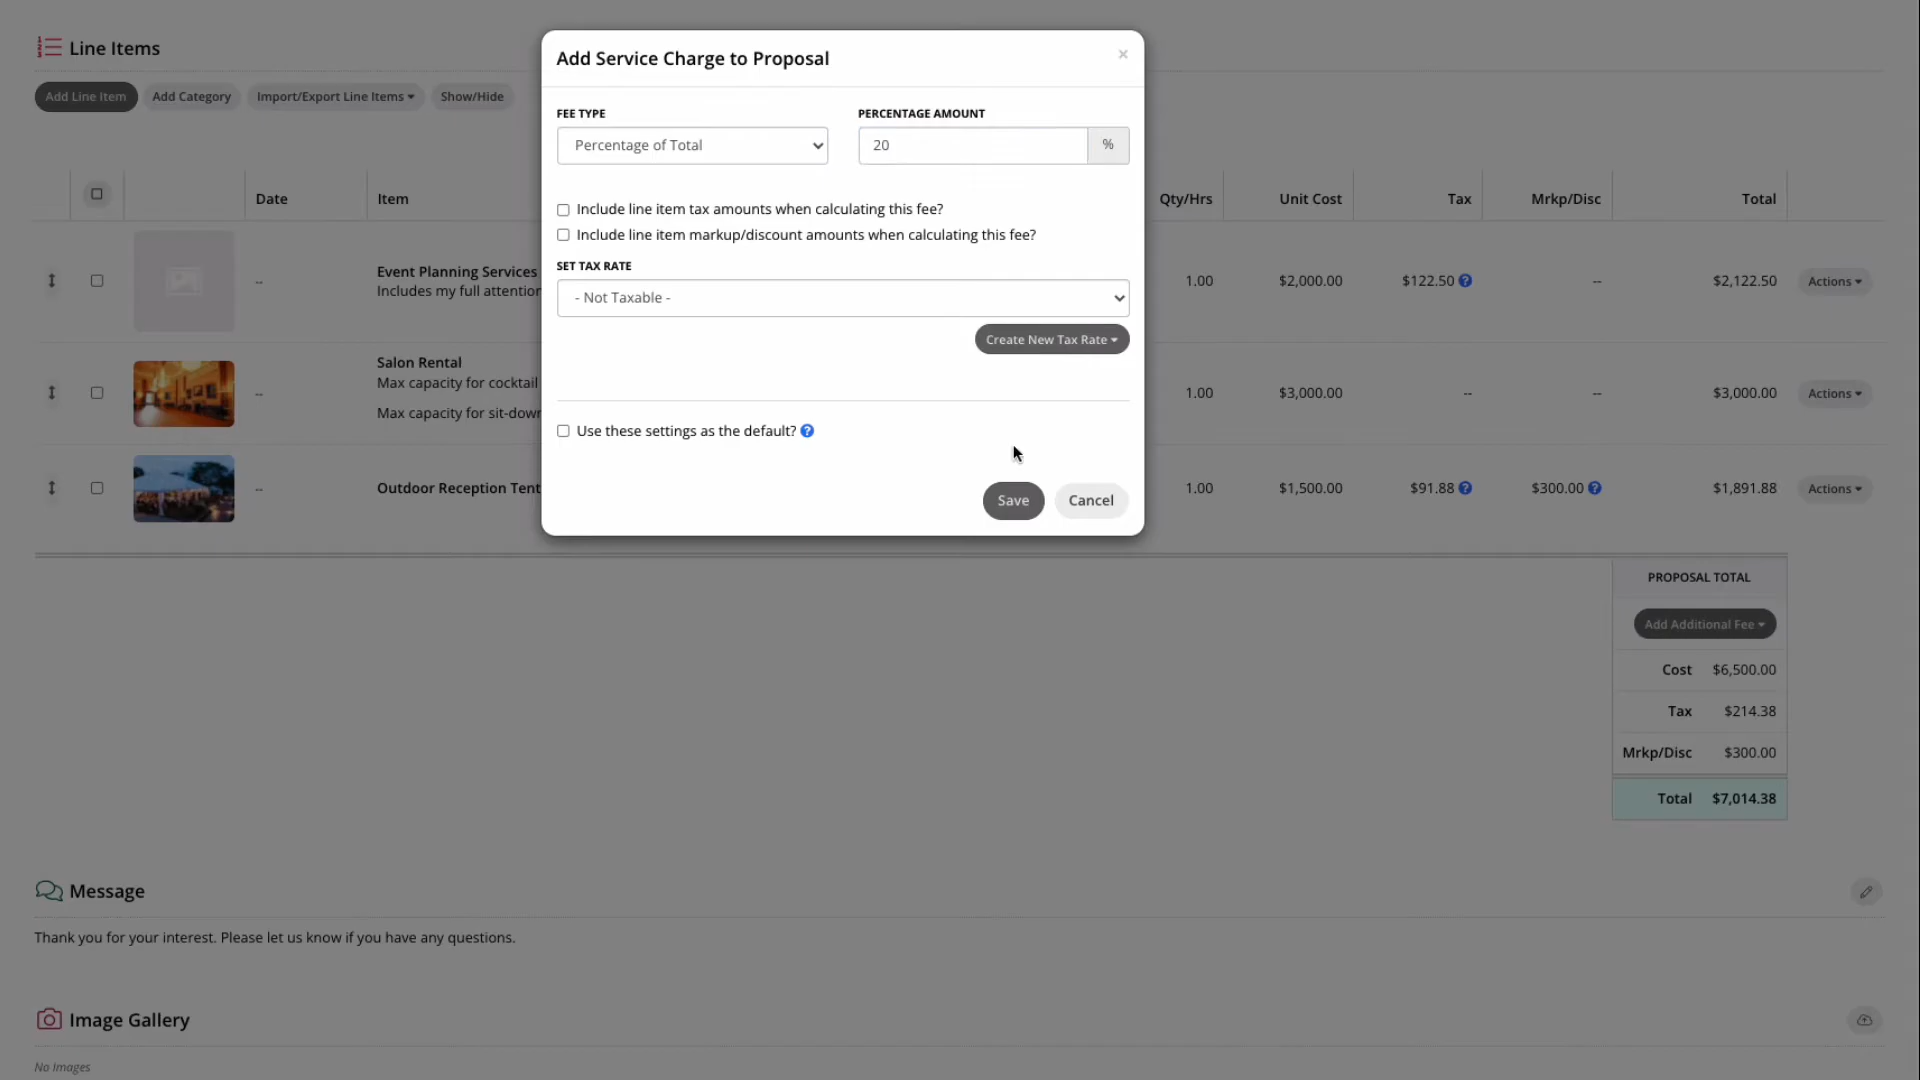 Line Items
Add Line Item
Add Category
Import/Export Line Items
Show/Hide
Date Item Qty/Hrs Unit Cost Tax Mrkp/Disc Total
Event Planning Services
Includes my full attention
-- 1.00 $2,000.00 $122.50 ? -- $2,122.50 Actions
Salon Rental
Max capacity for cocktail
Max capacity for sit-down
-- 1.00 $3,000.00 -- -- $3,000.00 Actions
-- Outdoor Reception Tent 1.00 $1,500.00 $91.88 ? $300.00 ? $1,891.88 Actions
Add Service Charge to Proposal
×
FEE TYPE
Percentage of Total
PERCENTAGE AMOUNT
20 %
Include line item tax amounts when calculating this fee?
Include line item markup/discount amounts when calculating this fee?
SET TAX RATE
- Not Taxable -
Create New Tax Rate
Use these settings as the default? ?
Save
Cancel
PROPOSAL TOTAL
Add Additional Fee
Cost $6,500.00
Tax $214.38
Mrkp/Disc $300.00
Total $7,014.38
Message
Thank you for your interest. Please let us know if you have any questions.
Image Gallery
No Images